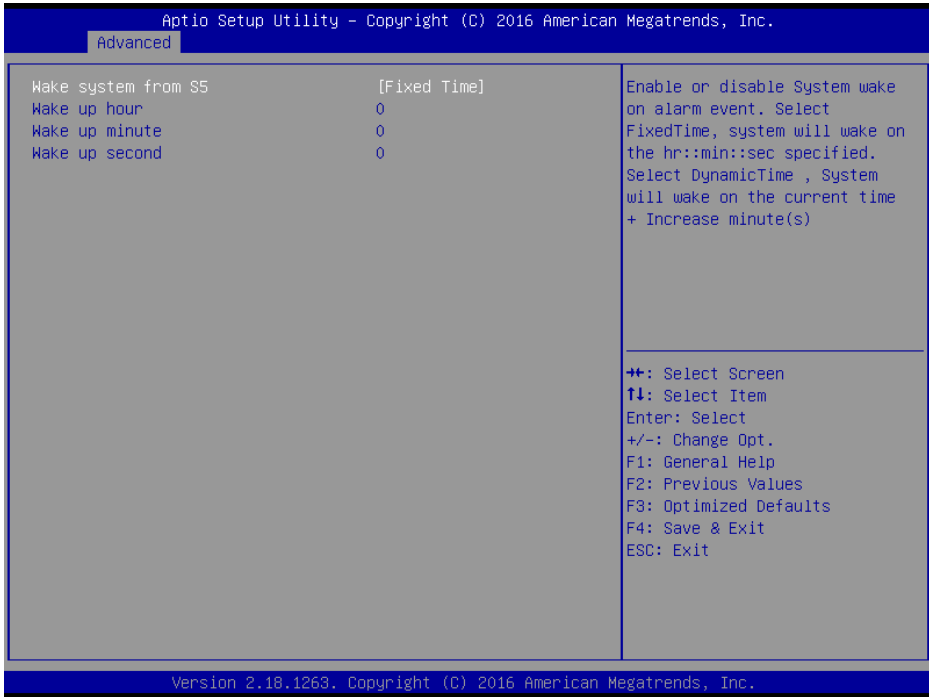 Aptio Setup Utility – Copyright (C) 2016 American Megatrends, Inc.
Advanced
Wake system from S5 [Fixed Time]
Wake up hour 0
Wake up minute 0
Wake up second 0
Enable or disable System wake
on alarm event. Select
FixedTime, system will wake on
the hr::min::sec specified.
Select DynamicTime , System
will wake on the current time
+ Increase minute(s)
→←: Select Screen
↑↓: Select Item
Enter: Select
+/-: Change Opt.
F1: General Help
F2: Previous Values
F3: Optimized Defaults
F4: Save & Exit
ESC: Exit
Version 2.18.1263. Copyright (C) 2016 American Megatrends, Inc.